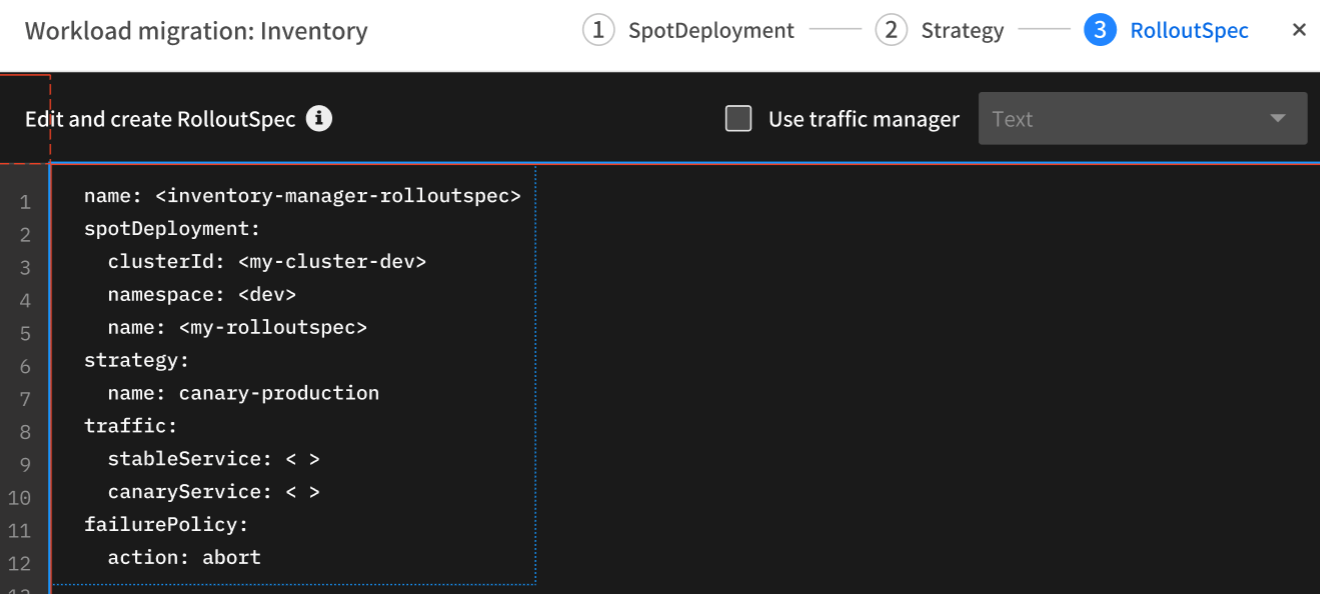 Workload migration: Inventory
1 SpotDeployment 2 Strategy 3 RolloutSpec ×
Edit and create RolloutSpec i Use traffic manager Text
1 name: <inventory-manager-rolloutspec>
2 spotDeployment:
3 clusterId: <my-cluster-dev>
4 namespace: <dev>
5 name: <my-rolloutspec>
6 strategy:
7 name: canary-production
8 traffic:
9 stableService: < >
10 canaryService: < >
11 failurePolicy:
12 action: abort